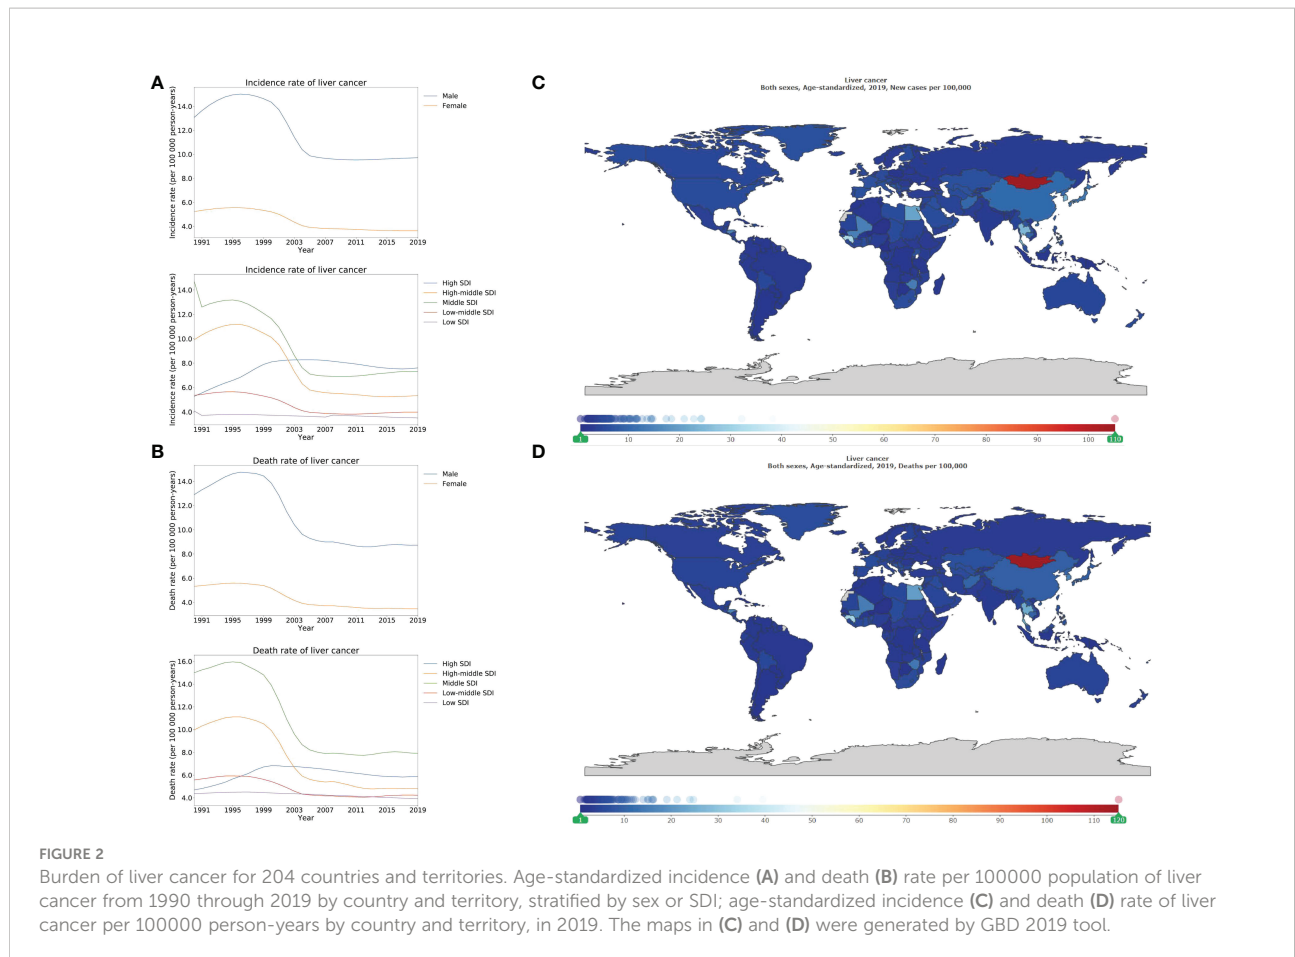 A
Incidence rate of liver cancer
Incidence rate (per 100 000 person-years)
14.0
12.0
10.0
8.0
6.0
4.0
1991 1995 1999 2003 2007 2011 2015 2019
Year
Male
Female
Incidence rate of liver cancer
Incidence rate (per 100 000 person-years)
14.0
12.0
10.0
8.0
6.0
4.0
1991 1995 1999 2003 2007 2011 2015 2019
Year
High SDI
High-middle SDI
Middle SDI
Low-middle SDI
Low SDI
B
Death rate of liver cancer
Death rate (per 100 000 person-years)
14.0
12.0
10.0
8.0
6.0
4.0
1991 1995 1999 2003 2007 2011 2015 2019
Year
Male
Female
Death rate of liver cancer
Death rate (per 100 000 person-years)
16.0
14.0
12.0
10.0
8.0
6.0
4.0
1991 1995 1999 2003 2007 2011 2015 2019
Year
High SDI
High-middle SDI
Middle SDI
Low-middle SDI
Low SDI
C
Liver cancer
Both sexes, Age-standardized, 2019, New cases per 100,000
1 10 20 30 40 50 60 70 80 90 100 110
D
Liver cancer
Both sexes, Age-standardized, 2019, Deaths per 100,000
1 10 20 30 40 50 60 70 80 90 100 110 120
FIGURE 2
Burden of liver cancer for 204 countries and territories. Age-standardized incidence (A) and death (B) rate per 100000 population of liver
cancer from 1990 through 2019 by country and territory, stratified by sex or SDI; age-standardized incidence (C) and death (D) rate of liver
cancer per 100000 person-years by country and territory, in 2019. The maps in (C) and (D) were generated by GBD 2019 tool.